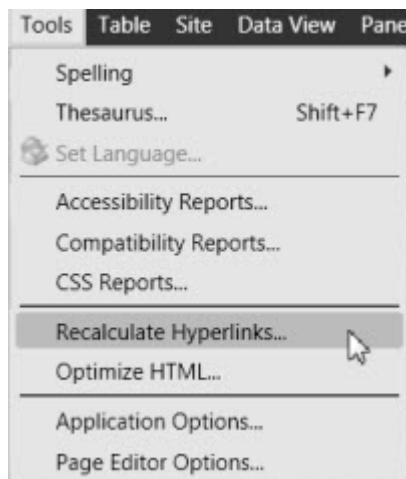 Tools Table Site Data View Pane
Spelling
Thesaurus... Shift+F7
Set Language...
Accessibility Reports...
Compatibility Reports...
CSS Reports...
Recalculate Hyperlinks...
Optimize HTML...
Application Options...
Page Editor Options...